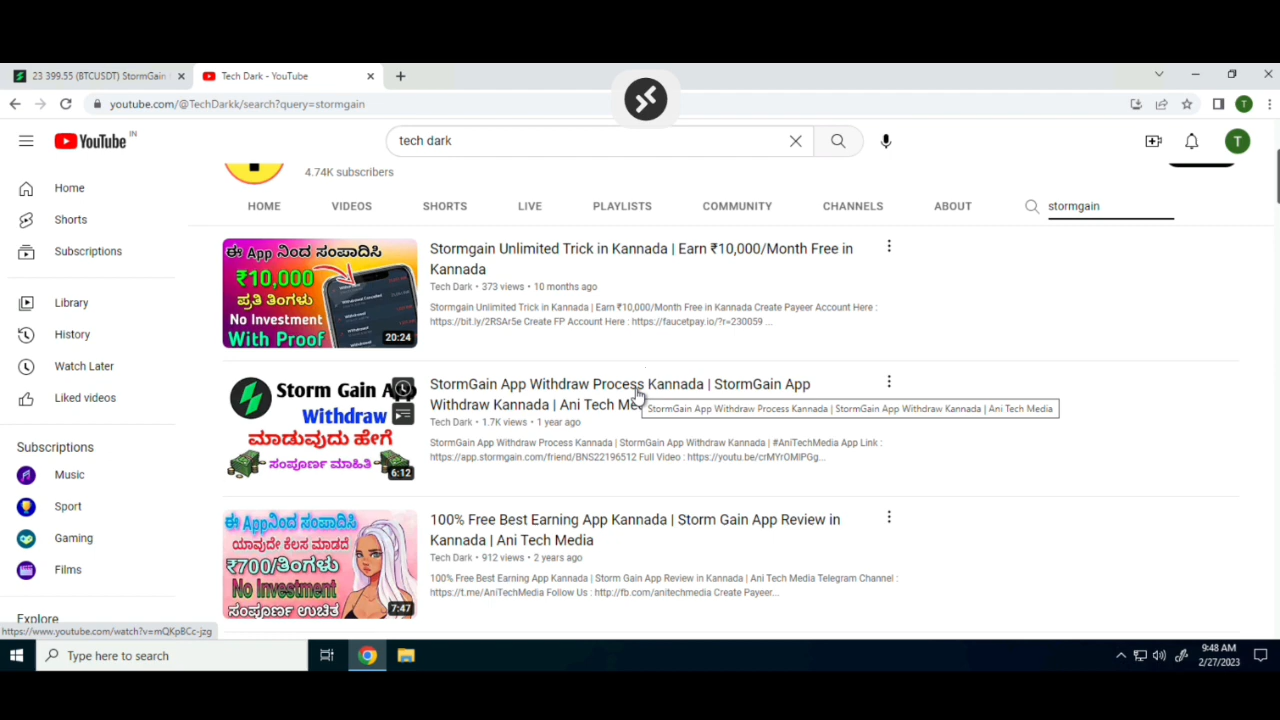 23 399.55 (BTCUSDT) StormGain
Tech Dark - YouTube
youtube.com/@TechDarkk/search?query=stormgain
T
YouTube IN
tech dark
T
4.74K subscribers
HOME VIDEOS SHORTS LIVE PLAYLISTS COMMUNITY CHANNELS ABOUT stormgain
Home
Shorts
Subscriptions
Library
History
Watch Later
Liked videos
Subscriptions
Music
Sport
Gaming
Films
Explore
ಈ App ನಿಂದ ಸಂಪಾದಿಸಿ
₹10,000
ಪ್ರತಿ ತಿಂಗಳು
No Investment
With Proof
20:24
Stormgain Unlimited Trick in Kannada | Earn ₹10,000/Month Free in
Kannada
Tech Dark • 373 views • 10 months ago
Stormgain Unlimited Trick in Kannada | Earn ₹10,000/Month Free in Kannada Create Payeer Account Here :
https://bit.ly/2RSAr5e Create FP Account Here : https://faucetpay.io/?r=230059 ...
Storm Gain
Withdraw
ಮಾಡುವುದು ಹೇಗೆ
ಸಂಪೂರ್ಣ ಮಾಹಿತಿ
6:12
StormGain App Withdraw Process Kannada | StormGain App
Withdraw Kannada | Ani Tech
StormGain App Withdraw Process Kannada | StormGain App Withdraw Kannada | Ani Tech Media
Tech Dark • 1.7K views • 1 year ago
StormGain App Withdraw Process Kannada | StormGain App Withdraw Kannada | #AniTechMedia App Link :
https://app.stormgain.com/friend/BNS22196512 Full Video : https://youtu.be/crMYrOMIPGg...
ಈ Appನಿಂದ ಸಂಪಾದಿಸಿ
ಯಾವುದೇ ಕೆಲಸ ಮಾಡದೆ
₹700/ತಿಂಗಳು
No Investment
ಸಂಪೂರ್ಣ ಉಚಿತ
7:47
100% Free Best Earning App Kannada | Storm Gain App Review in
Kannada | Ani Tech Media
Tech Dark • 912 views • 2 years ago
100% Free Best Earning App Kannada | Storm Gain App Review in Kannada | Ani Tech Media Telegram Channel :
https://t.me/AniTechMedia Follow Us : http://fb.com/anitechmedia Create Payeer...
https://www.youtube.com/watch?v=mQKpBCc-jzg
Type here to search
9:48 AM
2/27/2023